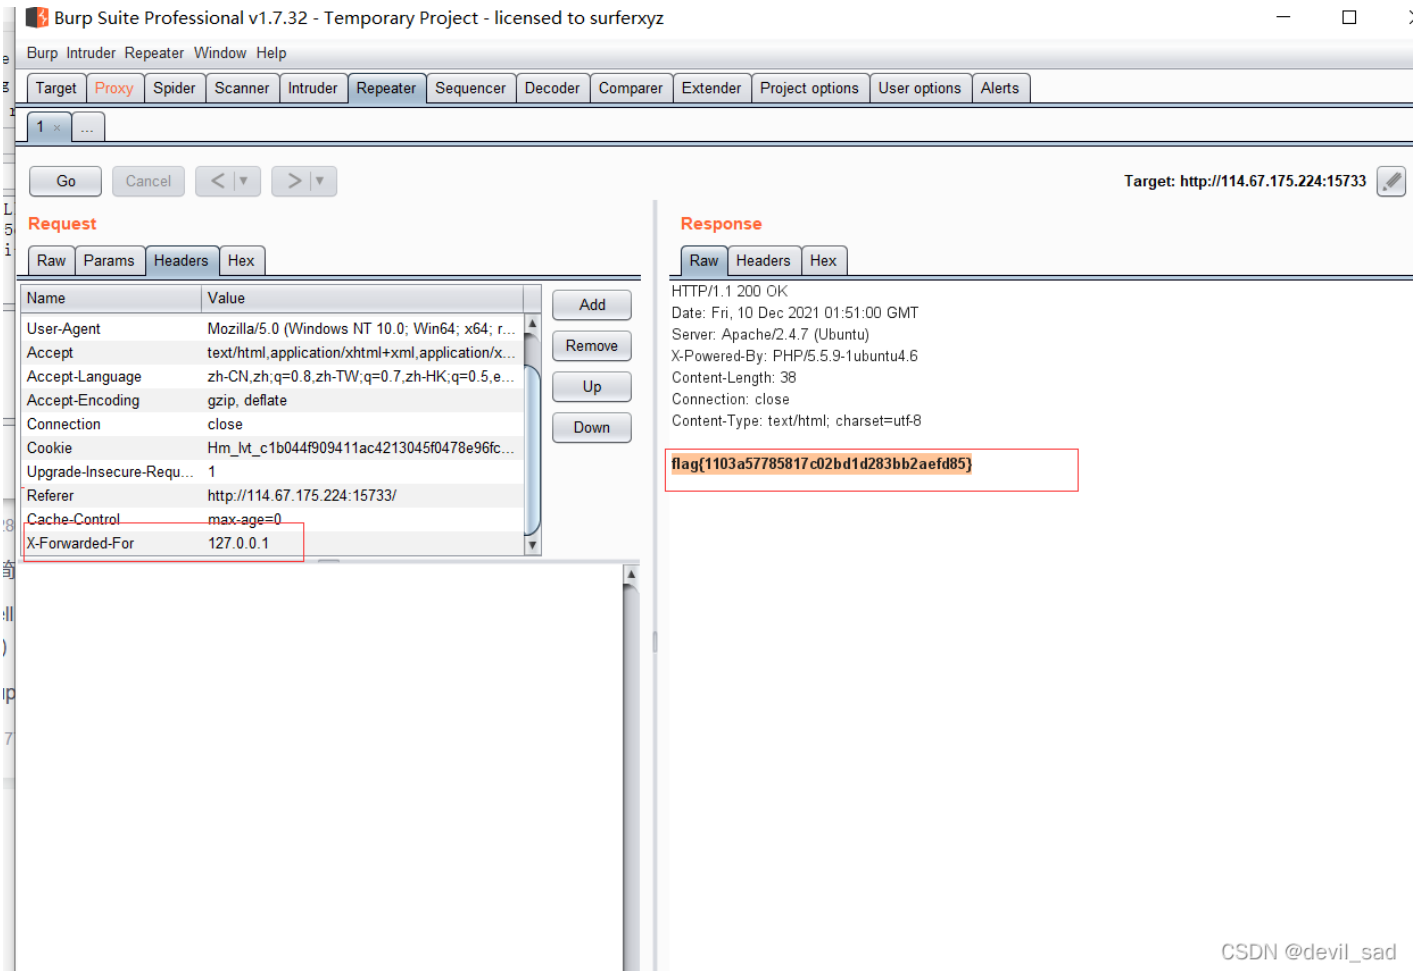 Burp Suite Professional v1.7.32 - Temporary Project - licensed to surferxyz
Burp Intruder Repeater Window Help
Target Proxy Spider Scanner Intruder Repeater Sequencer Decoder Comparer Extender Project options User options Alerts
1 × ...
Go Cancel < > Target: http://114.67.175.224:15733
Request
Raw Params Headers Hex
Name Value
User-Agent Mozilla/5.0 (Windows NT 10.0; Win64; x64; r...
Accept text/html,application/xhtml+xml,application/x...
Accept-Language zh-CN,zh;q=0.8,zh-TW;q=0.7,zh-HK;q=0.5,e...
Accept-Encoding gzip, deflate
Connection close
Cookie Hm_lvt_c1b044f909411ac4213045f0478e96fc...
Upgrade-Insecure-Requ... 1
Referer http://114.67.175.224:15733/
Cache-Control max-age=0
X-Forwarded-For 127.0.0.1
Add
Remove
Up
Down
Response
Raw Headers Hex
HTTP/1.1 200 OK
Date: Fri, 10 Dec 2021 01:51:00 GMT
Server: Apache/2.4.7 (Ubuntu)
X-Powered-By: PHP/5.5.9-1ubuntu4.6
Content-Length: 38
Connection: close
Content-Type: text/html; charset=utf-8
flag{1103a57785817c02bd1d283bb2aefd85}
CSDN @devil_sad